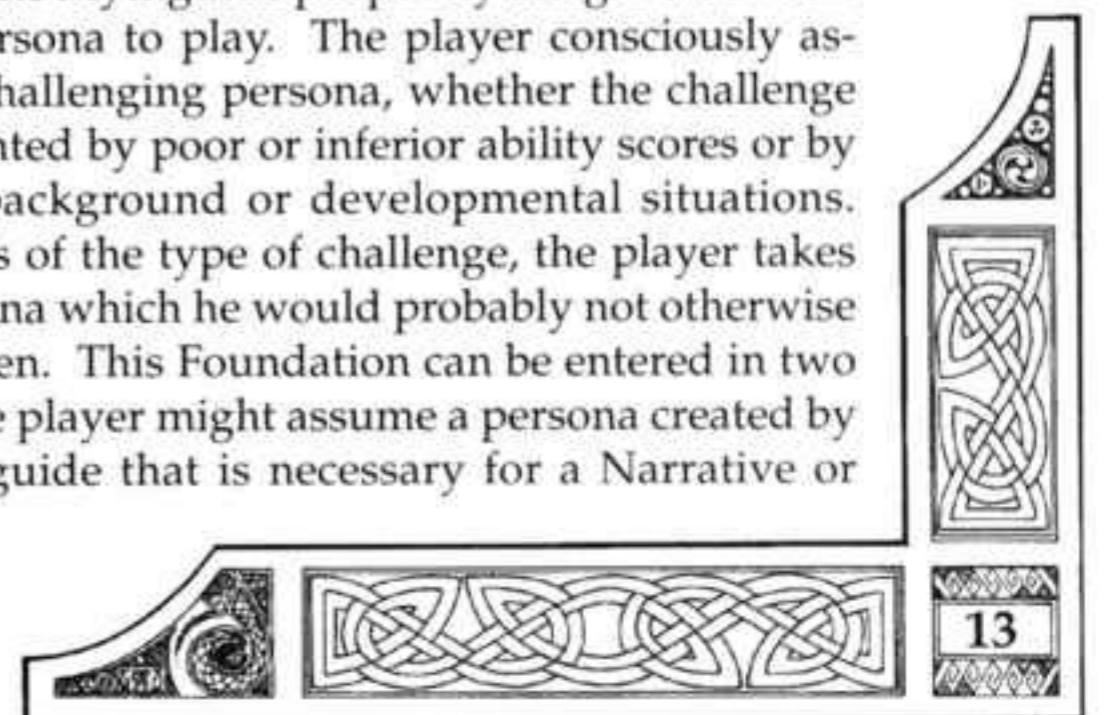 persona to play. The player consciously as-
challenging persona, whether the challenge
nted by poor or inferior ability scores or by
background or developmental situations.
s of the type of challenge, the player takes
na which he would probably not otherwise
en. This Foundation can be entered in two
e player might assume a persona created by
guide that is necessary for a Narrative or
13